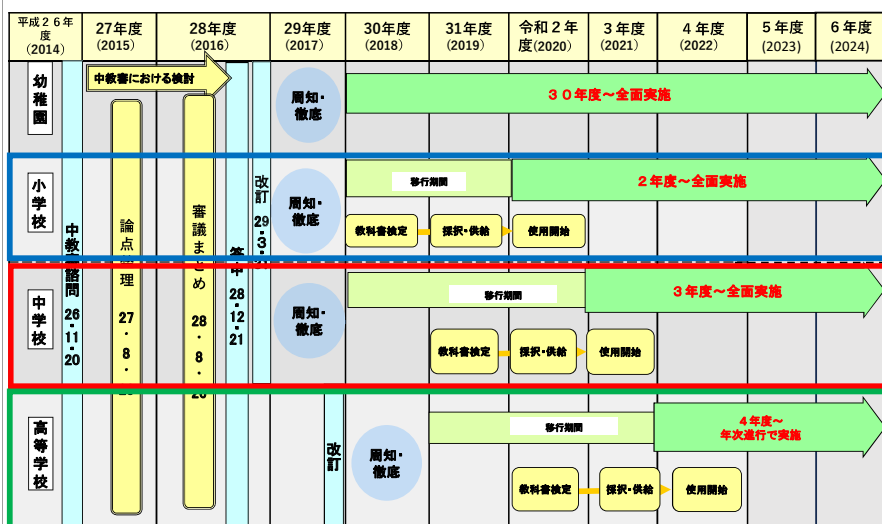 平成２６年度
(2014)
27年度
(2015)
28年度
(2016)
29年度
(2017)
30年度
(2018)
31年度
(2019)
令和２年度(2020)
３年度
(2021)
４年度
(2022)
５年度
(2023)
６年度
(2024)
幼稚園
中教審における検討
周知・徹底
３０年度～全面実施
小学校
周知・徹底
移行期間
２年度～全面実施
教科書検定
採択・供給
使用開始
中学校
周知・徹底
移行期間
３年度～全面実施
教科書検定
採択・供給
使用開始
高等学校
周知・徹底
移行期間
４年度～
年次進行で実施
教科書検定
採択・供給
使用開始
26・11・20
論点
理 27・8・
審議まとめ 28・8・
28・12・21
改訂 29・3・
改訂